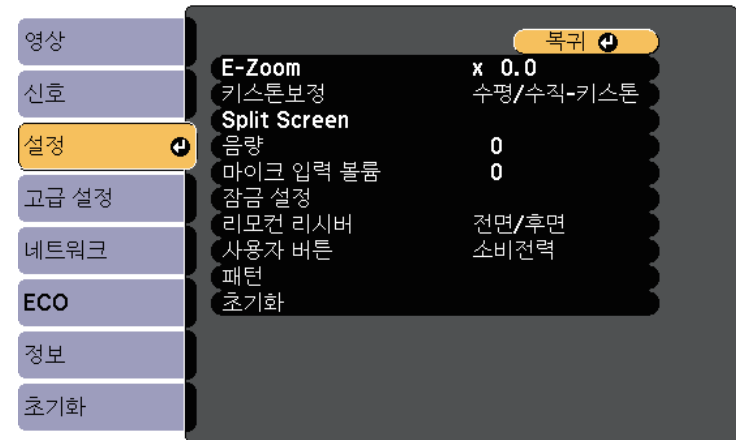 영상
신호
설정
고급 설정
네트워크
ECO
정보
초기화
복귀
E-Zoom x 0.0
키스톤보정 수평/수직-키스톤
Split Screen
음량 0
마이크 입력 볼륨 0
잠금 설정
리모컨 리시버 전면/후면
사용자 버튼 소비전력
패턴
초기화